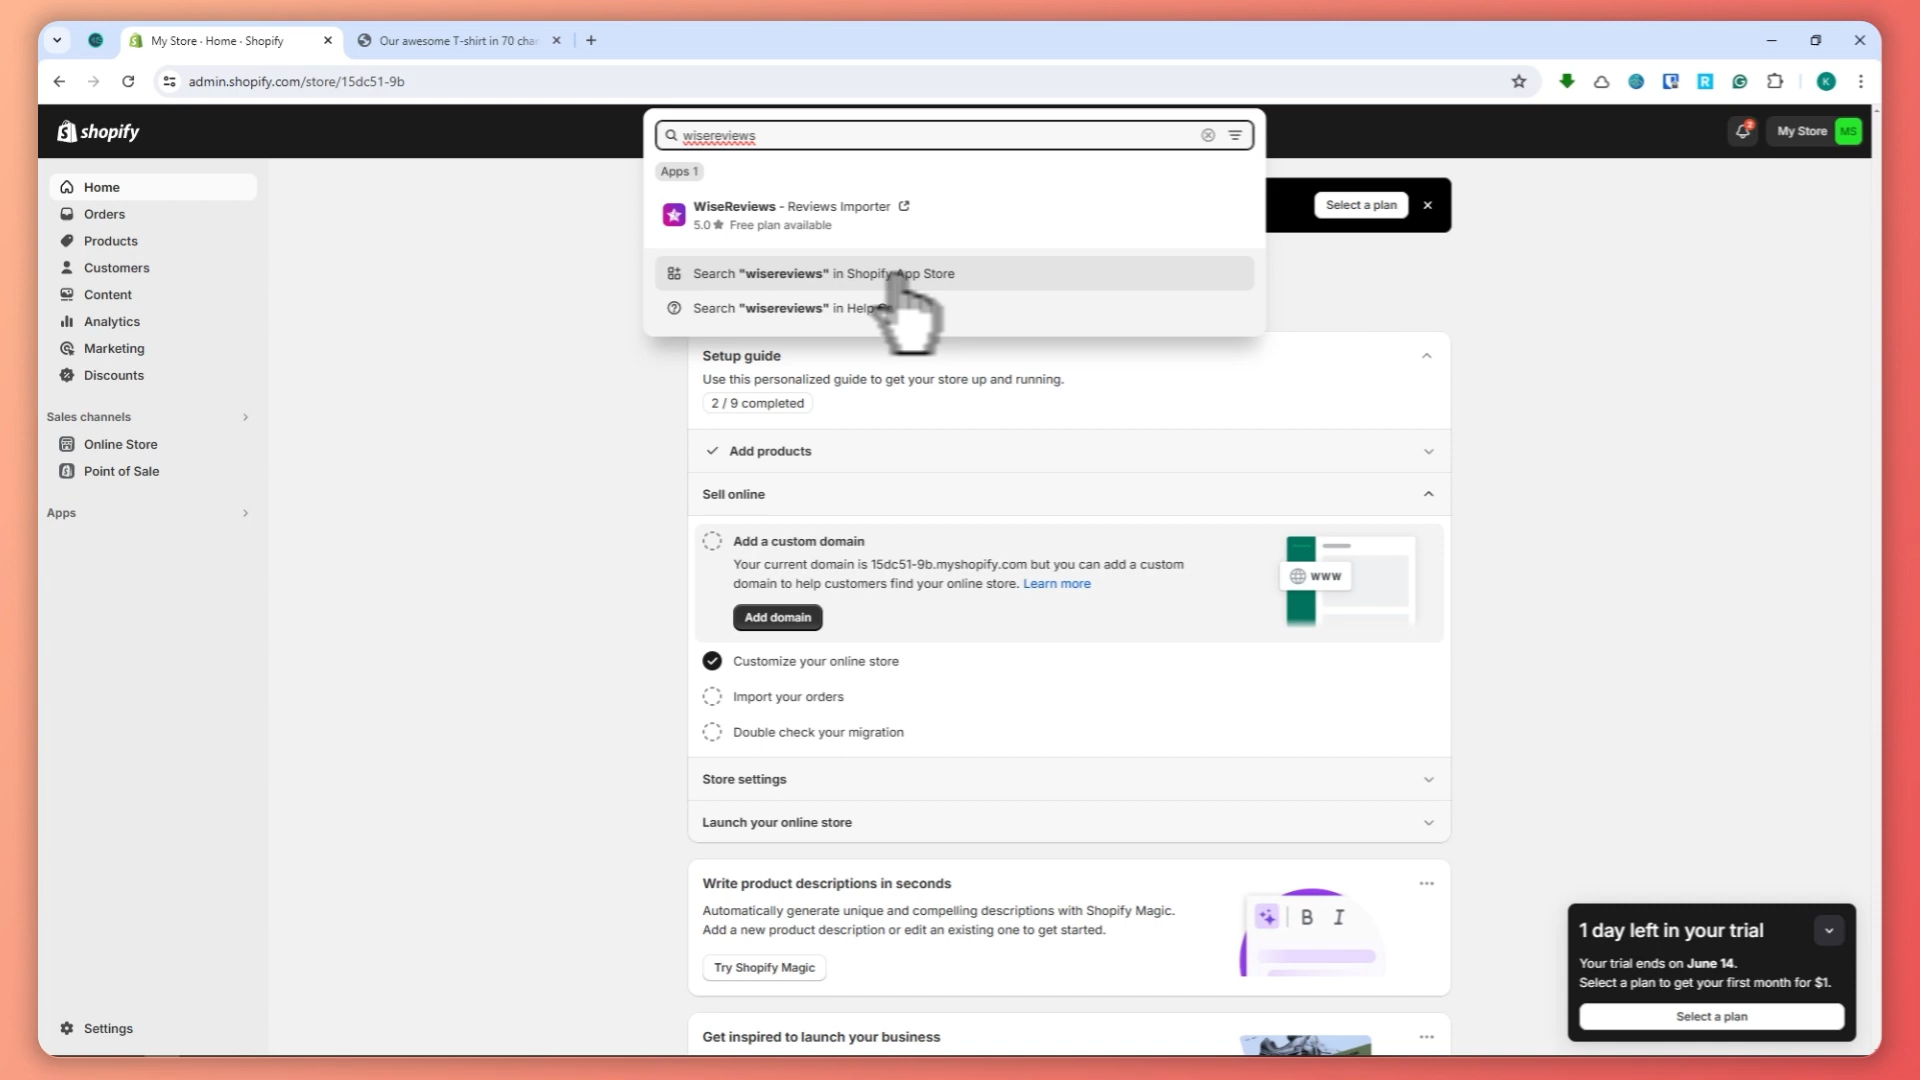 My Store · Home · Shopify
Our awesome T-shirt in 70 cha
admin.shopify.com/store/15dc51-9b
shopify
wisereviews
2
My Store MS
Apps 1
WiseReviews - Reviews Importer
5.0 ★ Free plan available
Select a plan
Search "wisereviews" in Shopify App Store
Search "wisereviews" in Help
Home
Orders
Products
Customers
Content
Analytics
Marketing
Discounts
Sales channels
Online Store
Point of Sale
Apps
Settings
Setup guide
Use this personalized guide to get your store up and running.
2 / 9 completed
Add products
Sell online
Add a custom domain
Your current domain is 15dc51-9b.myshopify.com but you can add a custom
domain to help customers find your online store. Learn more
www
Add domain
Customize your online store
Import your orders
Double check your migration
Store settings
Launch your online store
Write product descriptions in seconds
Automatically generate unique and compelling descriptions with Shopify Magic.
Add a new product description or edit an existing one to get started.
B I
Try Shopify Magic
Get inspired to launch your business
1 day left in your trial
Your trial ends on June 14.
Select a plan to get your first month for $1.
Select a plan